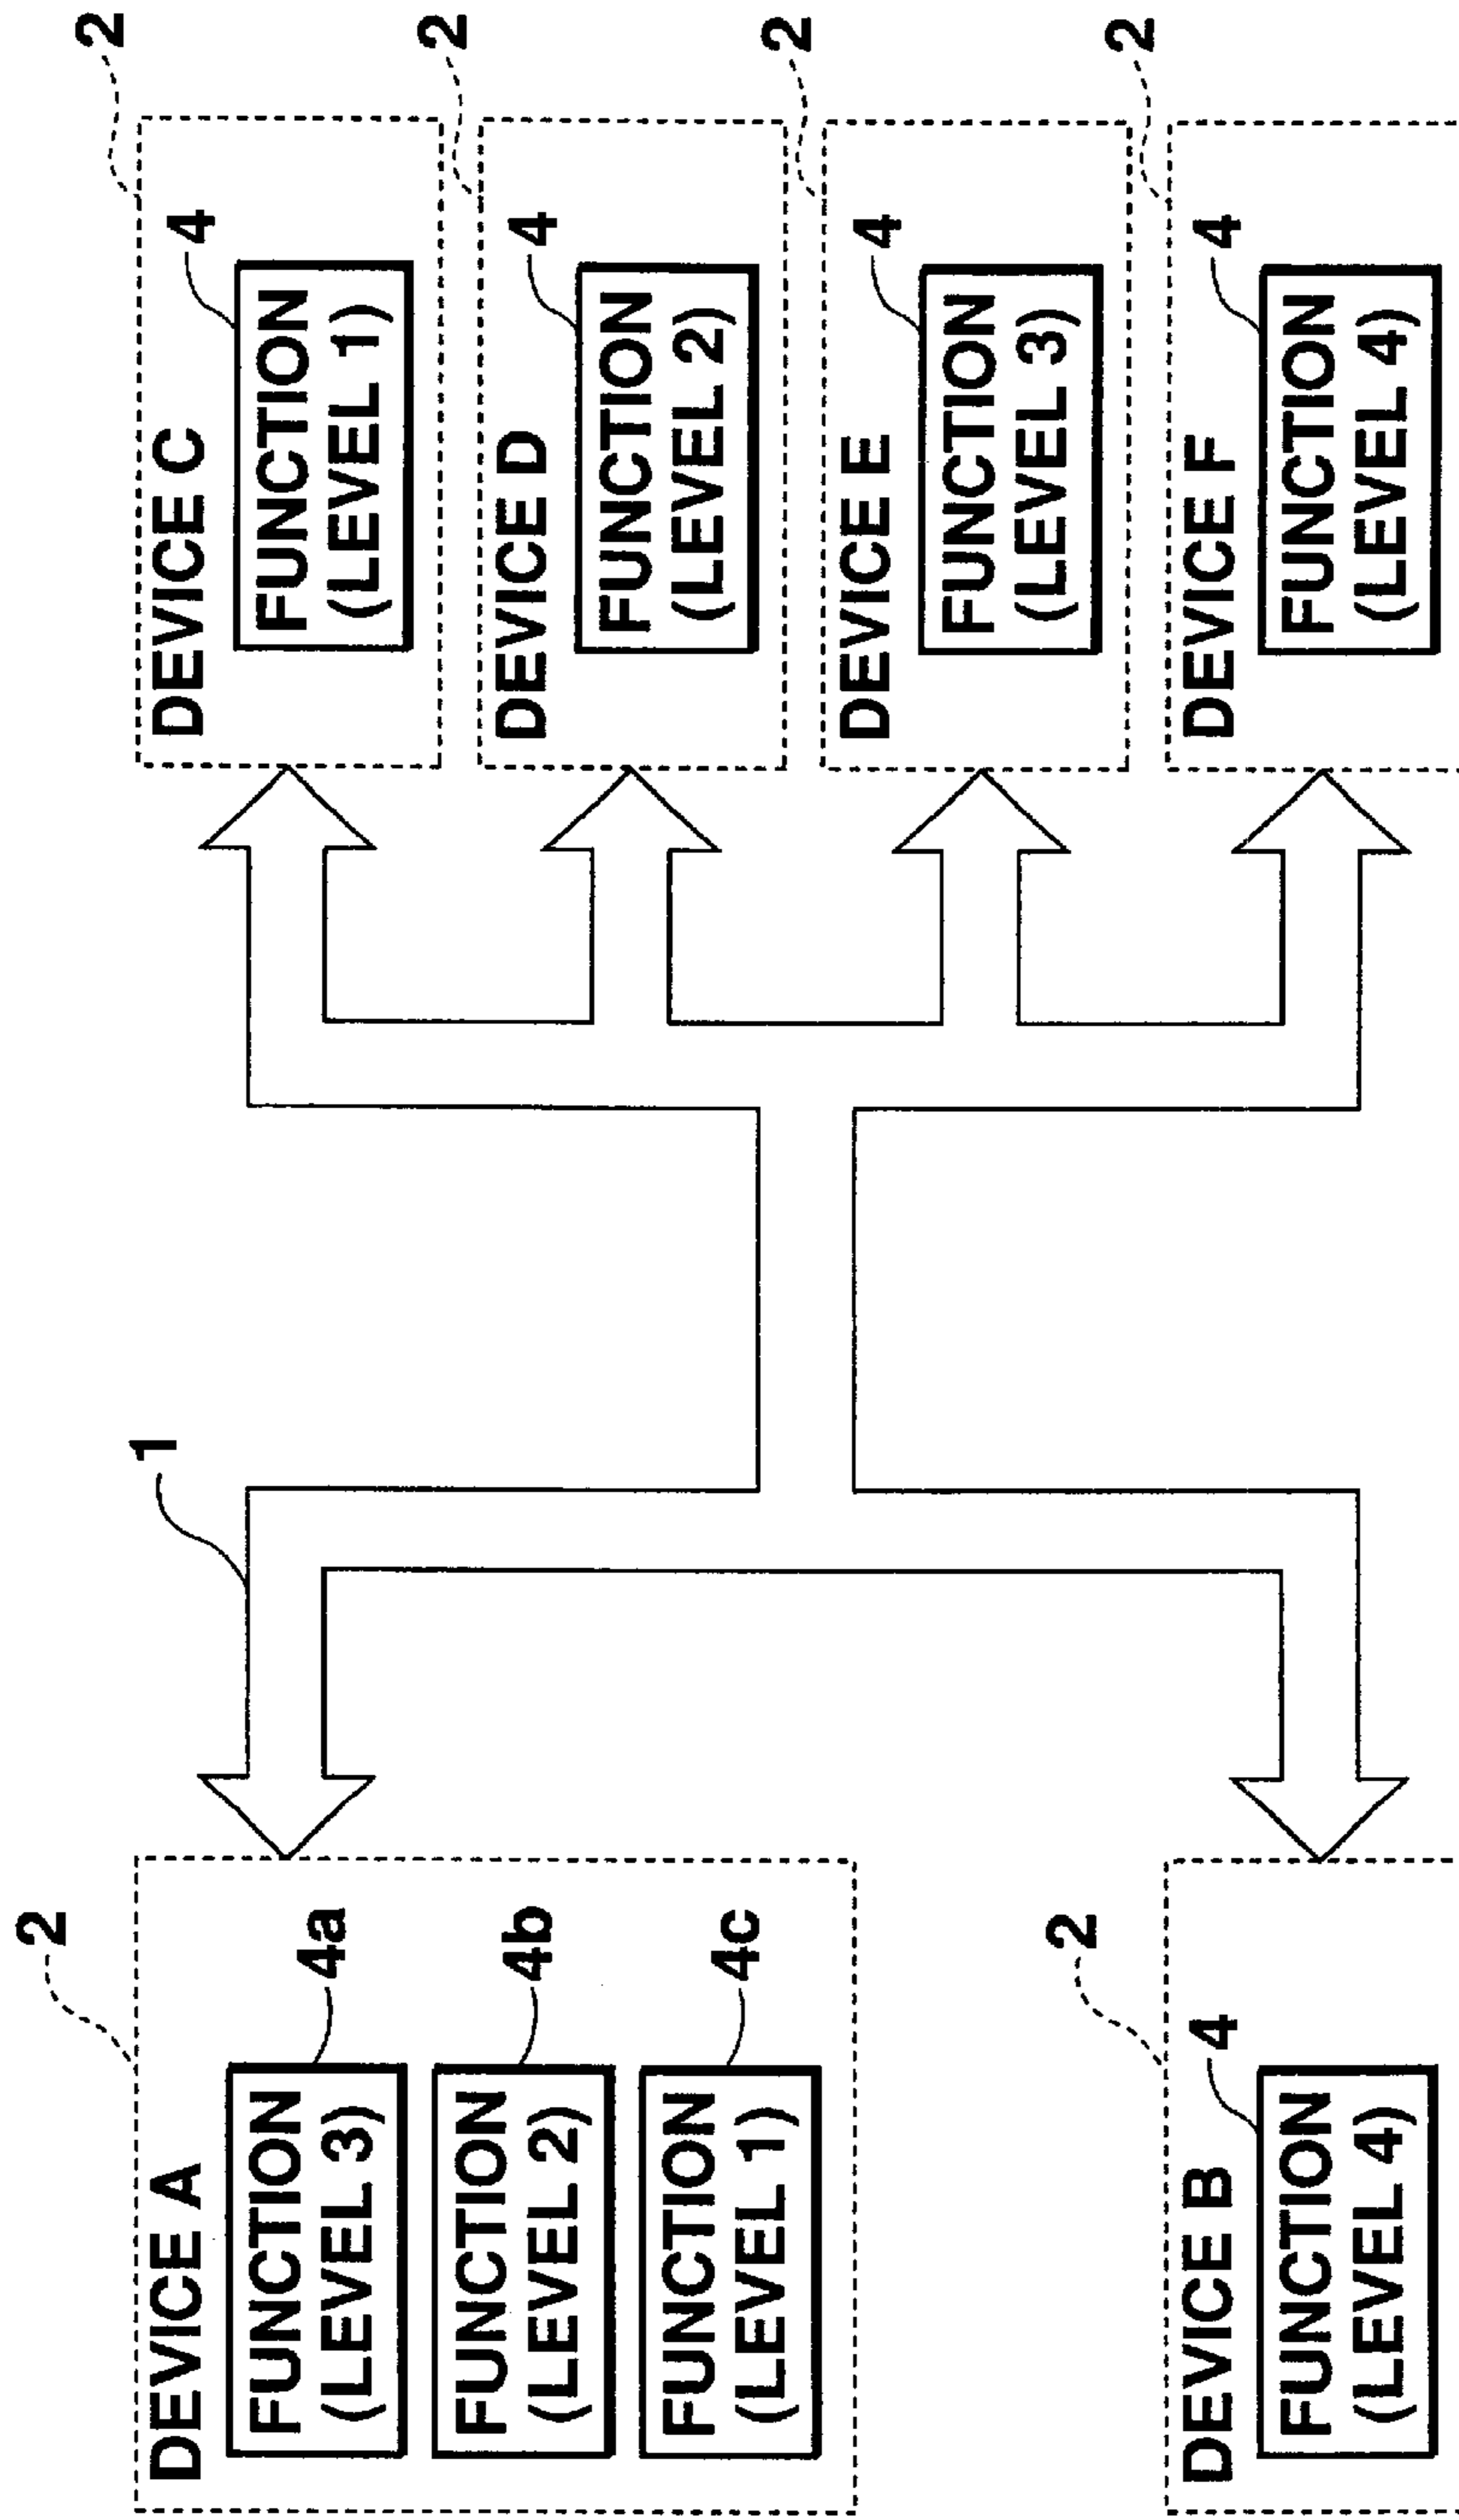 2
DEVICE A
FUNCTION
(LEVEL 3)
4a
FUNCTION
(LEVEL 2)
4b
FUNCTION
(LEVEL 1)
4c
2
DEVICE B
4
FUNCTION
(LEVEL 4)
1
2
DEVICE C
4
FUNCTION
(LEVEL 1)
2
DEVICE D
4
FUNCTION
(LEVEL 2)
2
DEVICE E
4
FUNCTION
(LEVEL 3)
2
DEVICE F
4
FUNCTION
(LEVEL 4)